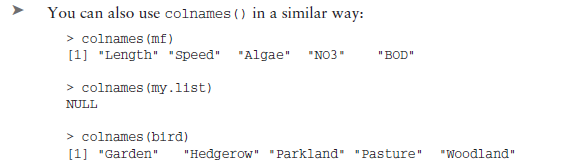 ➤ You can also use colnames() in a similar way:
> colnames(mf)
[1] "Length" "Speed" "Algae" "NO3" "BOD"
> colnames(my.list)
NULL
> colnames(bird)
[1] "Garden" "Hedgerow" "Parkland" "Pasture" "Woodland"